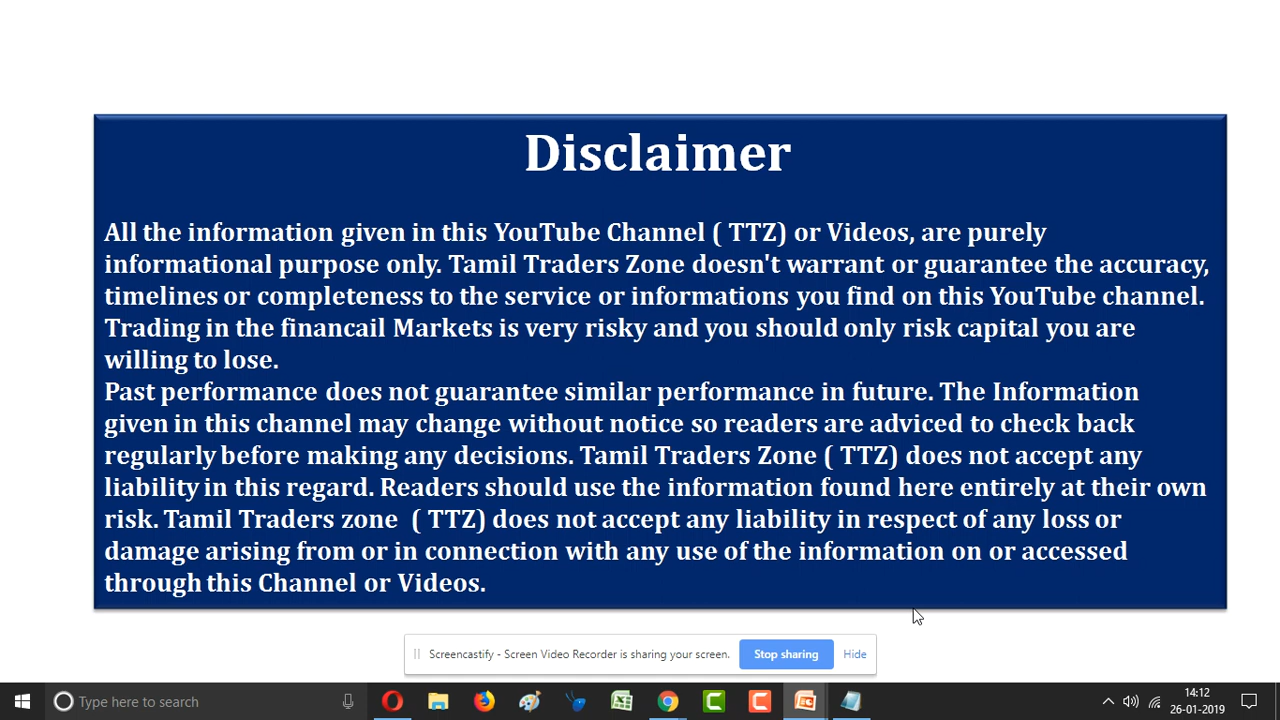 Disclaimer
All the information given in this YouTube Channel ( TTZ) or Videos, are purely
informational purpose only. Tamil Traders Zone doesn't warrant or guarantee the accuracy,
timelines or completeness to the service or informations you find on this YouTube channel.
Trading in the financail Markets is very risky and you should only risk capital you are
willing to lose.
Past performance does not guarantee similar performance in future. The Information
given in this channel may change without notice so readers are adviced to check back
regularly before making any decisions. Tamil Traders Zone ( TTZ) does not accept any
liability in this regard. Readers should use the information found here entirely at their own
risk. Tamil Traders zone  ( TTZ) does not accept any liability in respect of any loss or
damage arising from or in connection with any use of the information on or accessed
through this Channel or Videos.
Screencastify - Screen Video Recorder is sharing your screen. Stop sharing Hide
Type here to search
14:12
26-01-2019